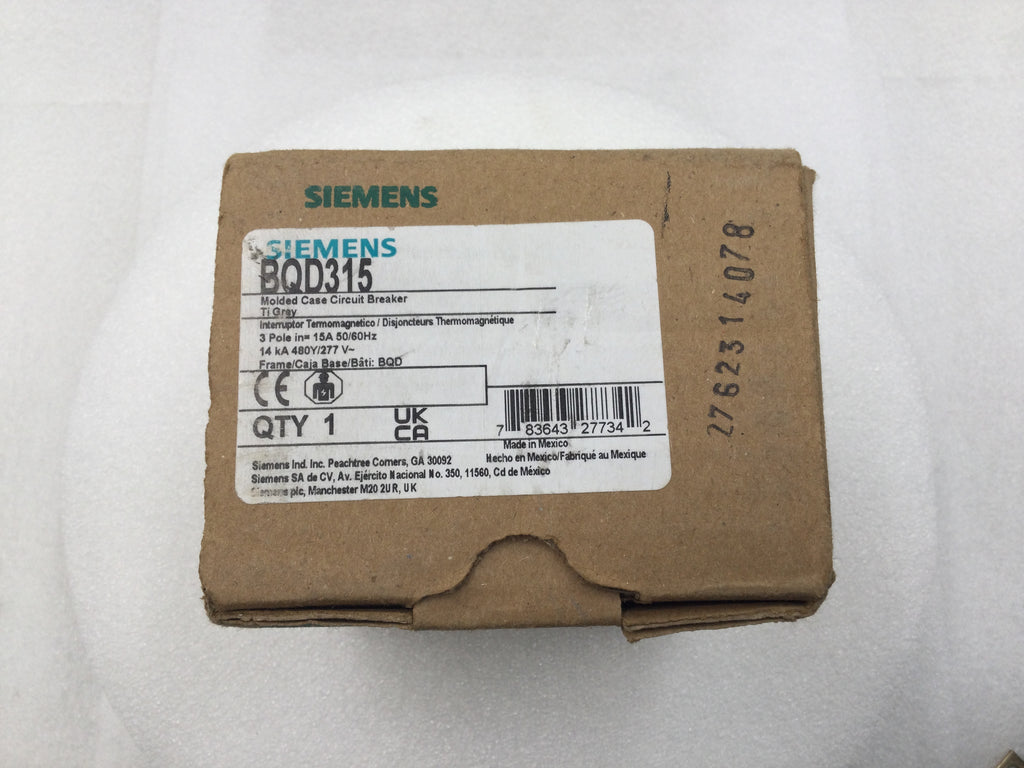 SIEMENS
SIEMENS
BQD315
Molded Case Circuit Breaker
Ti Grey
Interruptor Termomagnetico / Disjoncteurs Thermomagnétique
3 Pole in= 15A 50/60Hz
14 kA 480Y/277 V~
Frame/Caja Base/Bâti: BQD
CE
QTY 1
UK
CA
7 83643 27734 2
Made in Mexico
Hecho en Mexico/Fabriqué au Mexique
Siemens Ind. Inc. Peachtree Corners, GA 30092
Siemens SA de CV, Av. Ejército Nacional No. 350, 11560, Cd de México
Siemens plc, Manchester M20 2UR, UK
2762314078